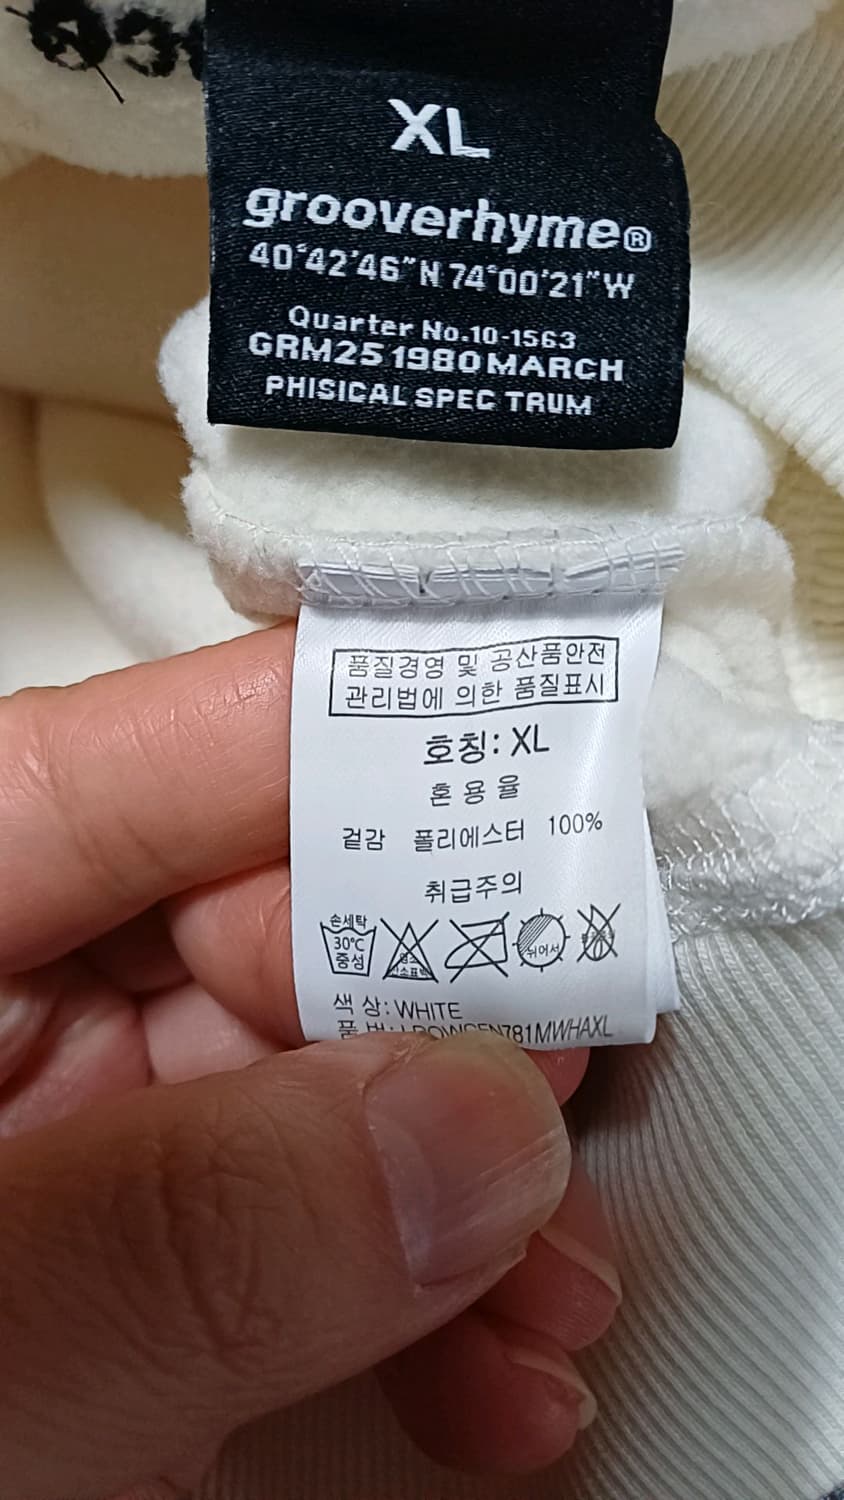 XL
grooverhyme®
40°42'46"N 74°00'21"W
Quarter No.10-1563
GRM25 1980 MARCH
PHISICAL SPEC TRUM
품질경영 및 공산품안전
관리법에 의한 품질표시
호칭: XL
혼 용 율
겉감 폴리에스터 100%
취급주의
손세탁
30℃
중성
뉘어서
색 상: WHITE